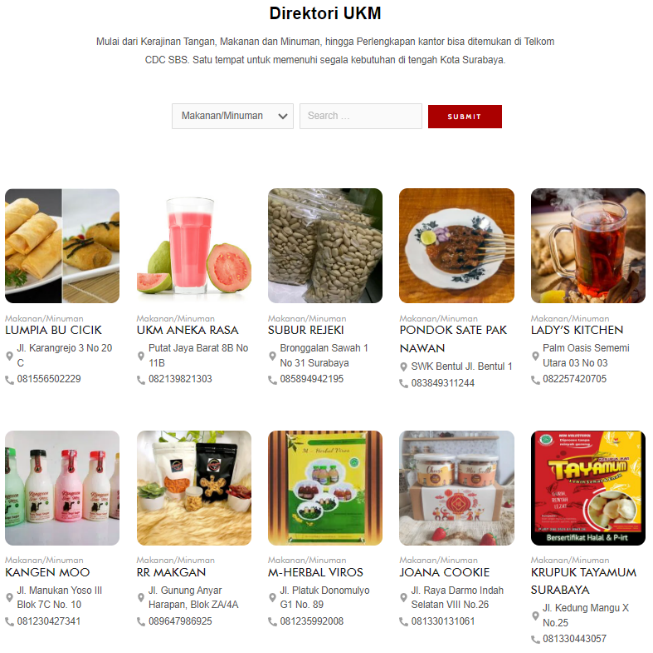 Direktori UKM
Mulai dari Kerajinan Tangan, Makanan dan Minuman, hingga Perlengkapan kantor bisa ditemukan di Telkom
CDC SBS. Satu tempat untuk memenuhi segala kebutuhan di tengah Kota Surabaya.
Makanan/Minuman
Search ...
SUBMIT
Makanan/Minuman
LUMPIA BU CICIK
Jl. Karangrejo 3 No 20
C
081556502229
Makanan/Minuman
UKM ANEKA RASA
Putat Jaya Barat 8B No
11B
082139821303
Makanan/Minuman
SUBUR REJEKI
Bronggalan Sawah 1
No 31 Surabaya
085894942195
Makanan/Minuman
PONDOK SATE PAK
NAWAN
SWK Bentul Jl. Bentul 1
083849311244
Makanan/Minuman
LADY'S KITCHEN
Palm Oasis Sememi
Utara 03 No 03
082257420705
M - Herbal Viros
TAYAMUM
Bersertifikat Halal & P-irt
Makanan/Minuman
KANGEN MOO
Jl. Manukan Yoso III
Blok 7C No. 10
081230427341
Makanan/Minuman
RR MAKGAN
Jl. Gunung Anyar
Harapan, Blok ZA/4A
089647986925
Makanan/Minuman
M-HERBAL VIROS
Jl. Platuk Donomulyo
G1 No. 89
081235992008
Makanan/Minuman
JOANA COOKIE
Jl. Raya Darmo Indah
Selatan VIII No.26
081330131061
Makanan/Minuman
KRUPUK TAYAMUM
SURABAYA
Jl. Kedung Mangu X
No.25
081330443057